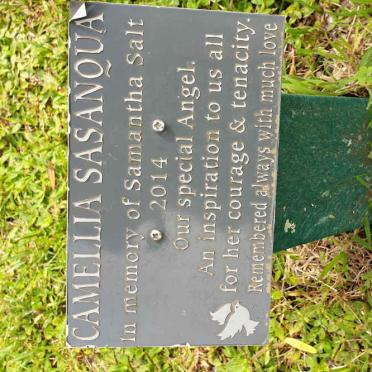 CAMELLIA SASANQUA
In memory of Samantha Salt
2014
Our special Angel.
An inspiration to us all
for her courage & tenacity.
Remembered always with much love